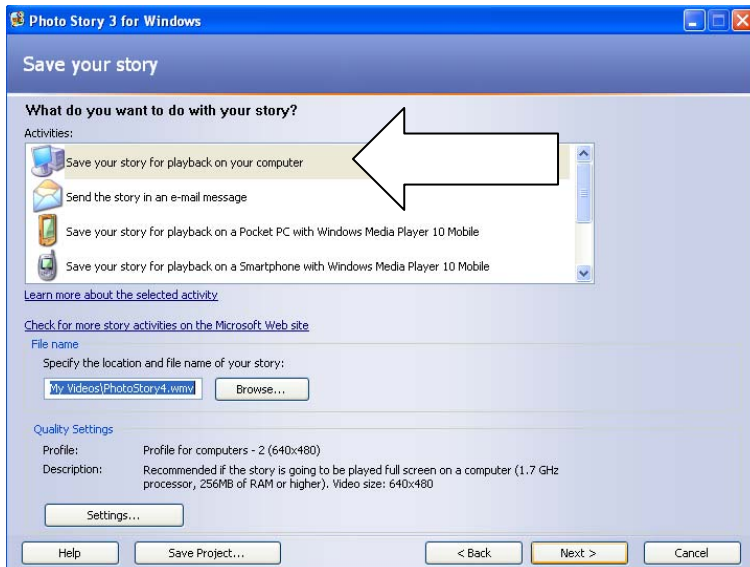 Photo Story 3 for Windows
Save your story
What do you want to do with your story?
Activities:
Save your story for playback on your computer
Send the story in an e-mail message
Save your story for playback on a Pocket PC with Windows Media Player 10 Mobile
Save your story for playback on a Smartphone with Windows Media Player 10 Mobile
Learn more about the selected activity
Check for more story activities on the Microsoft Web site
File name
Specify the location and file name of your story:
My Videos\PhotoStory4.wmv Browse...
Quality Settings
Profile: Profile for computers - 2 (640x480)
Description: Recommended if the story is going to be played full screen on a computer (1.7 GHz
processor, 256MB of RAM or higher). Video size: 640x480
Settings...
Help Save Project... < Back Next > Cancel